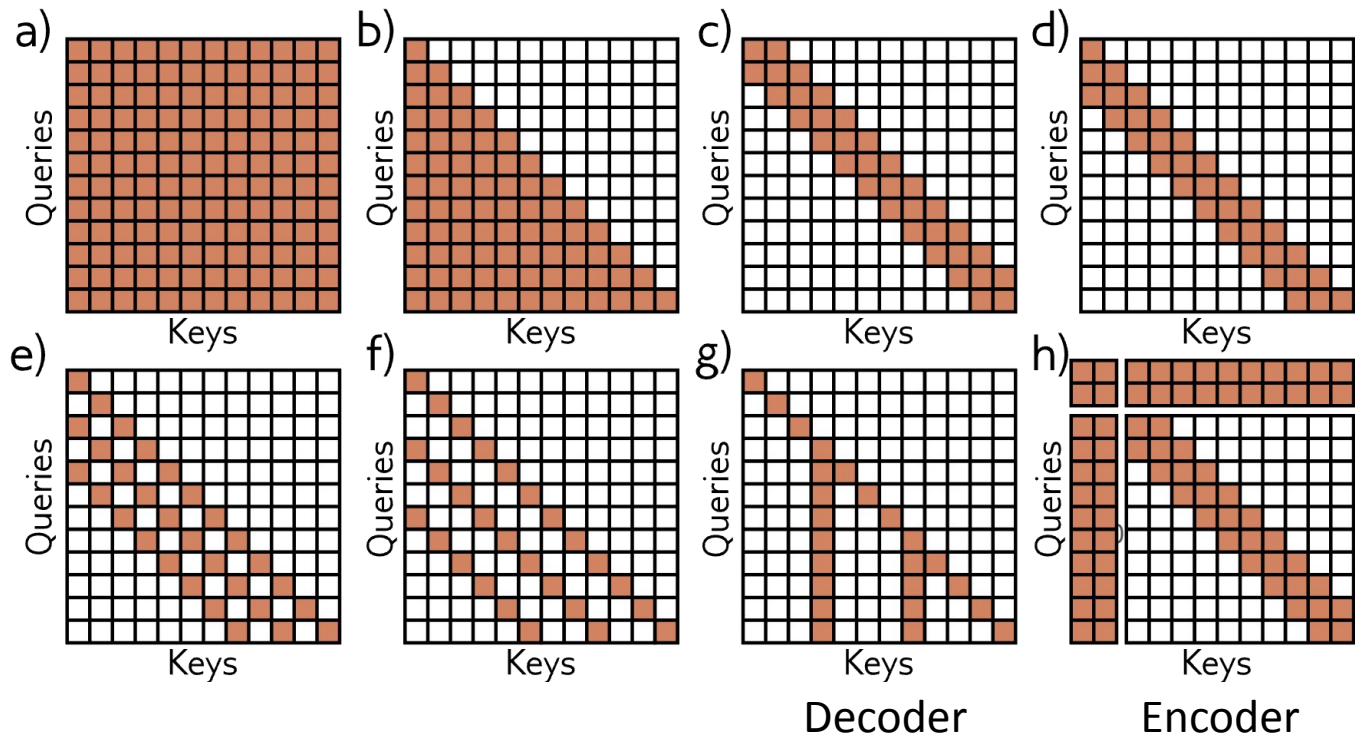 a)
b)
c)
d)
Queries
Queries
Queries
Queries
Keys
Keys
Keys
Keys
e)
f)
g)
h)
Queries
Queries
Queries
Queries
Keys
Keys
Keys
Keys
Decoder
Encoder